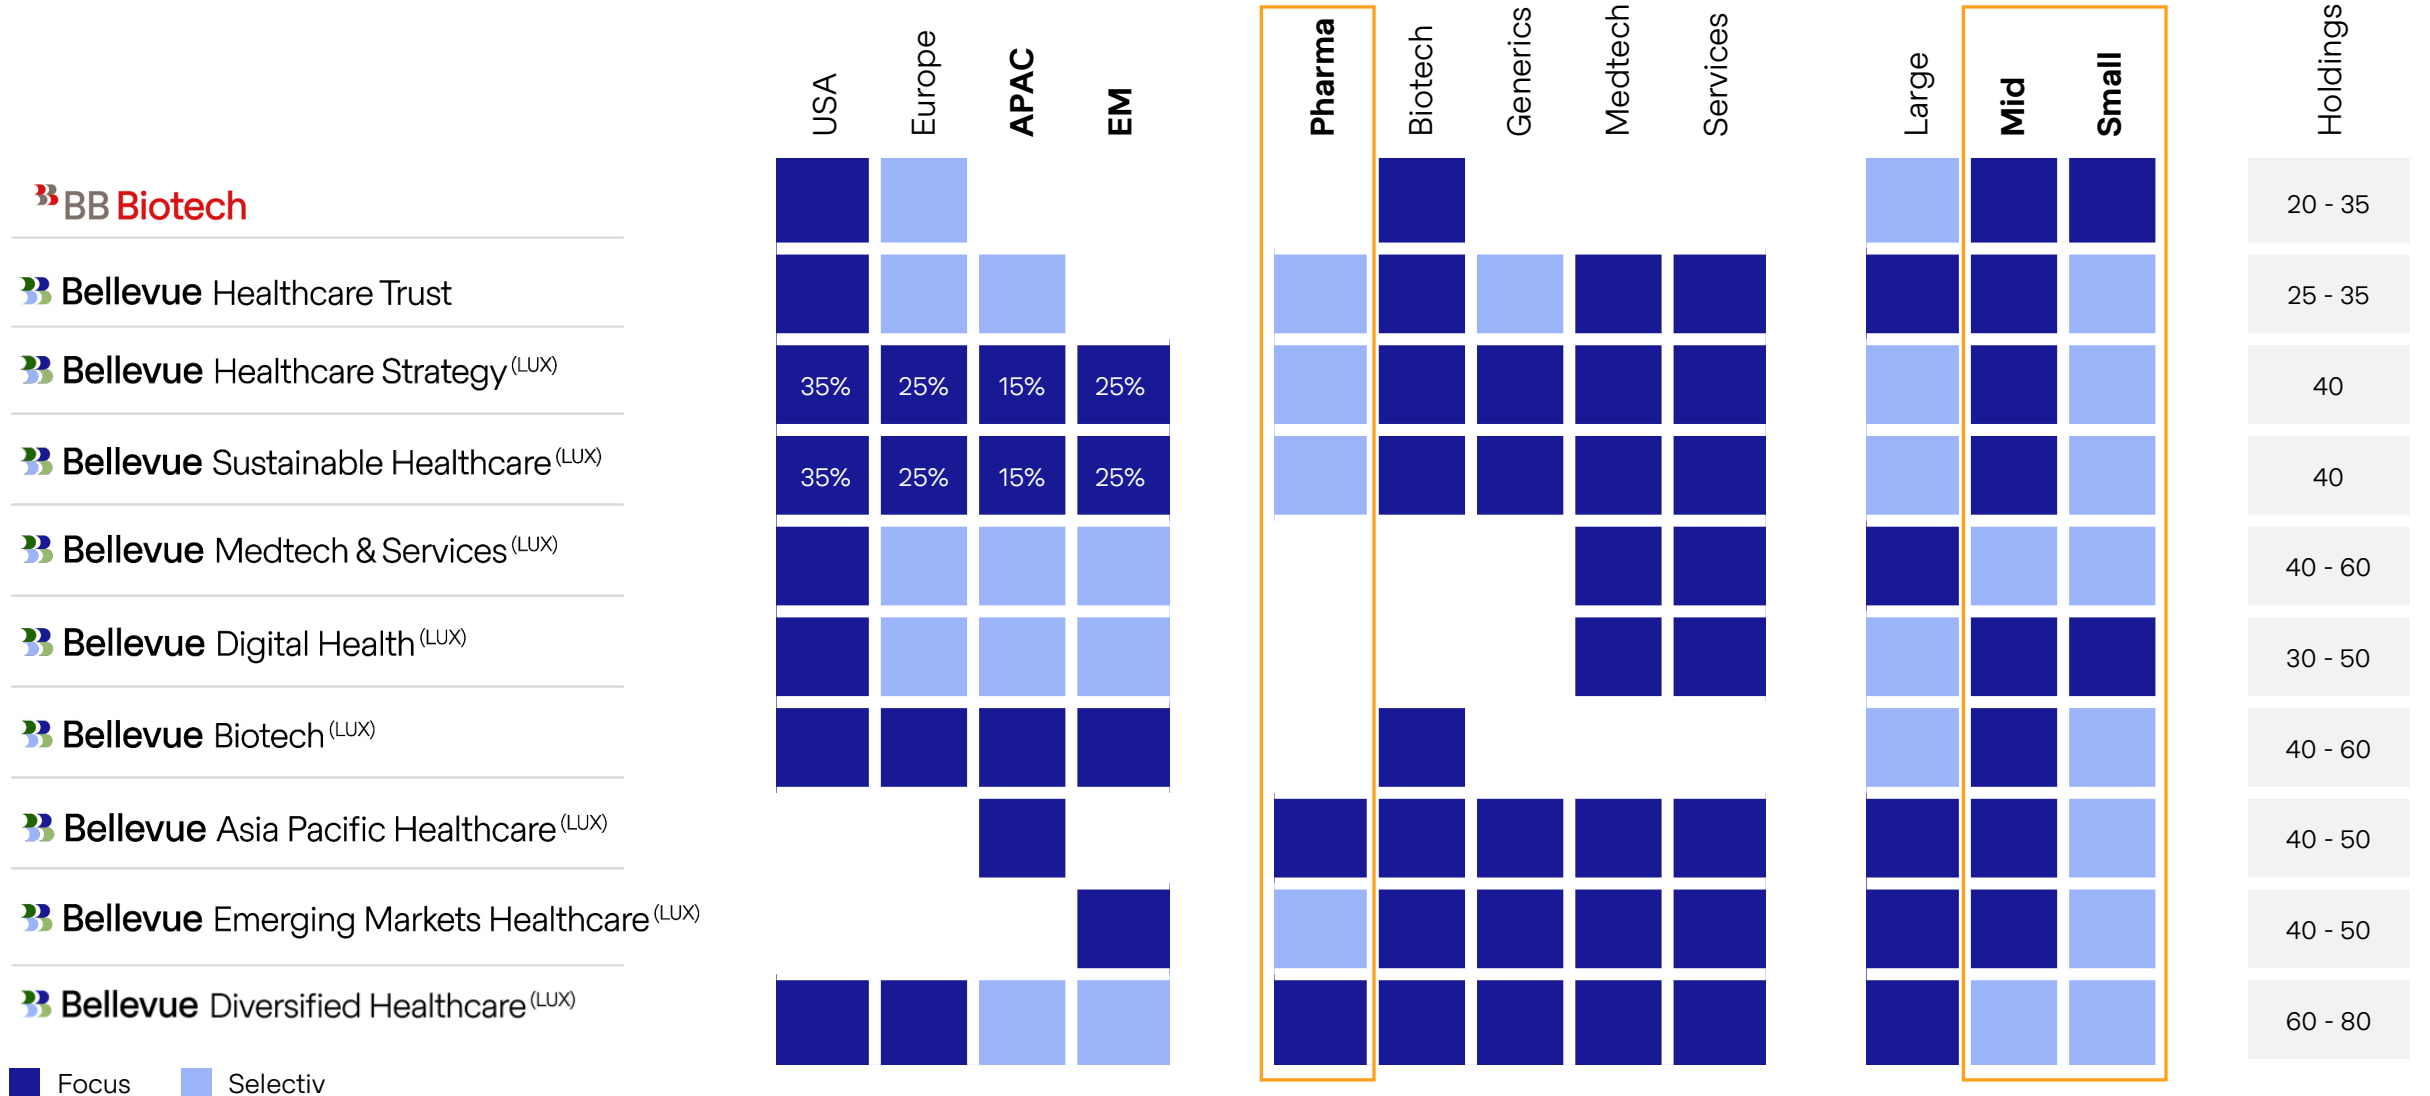 USA
Europe
APAC
EM
Pharma
Biotech
Generics
Medtech
Services
Large
Mid
Small
Holdings
BB Biotech
20 - 35
Bellevue Healthcare Trust
25 - 35
Bellevue Healthcare Strategy (LUX)
35% 25% 15% 25%
40
Bellevue Sustainable Healthcare (LUX)
35% 25% 15% 25%
40
Bellevue Medtech & Services (LUX)
40 - 60
Bellevue Digital Health (LUX)
30 - 50
Bellevue Biotech (LUX)
40 - 60
Bellevue Asia Pacific Healthcare (LUX)
40 - 50
Bellevue Emerging Markets Healthcare (LUX)
40 - 50
Bellevue Diversified Healthcare (LUX)
60 - 80
Focus
Selectiv